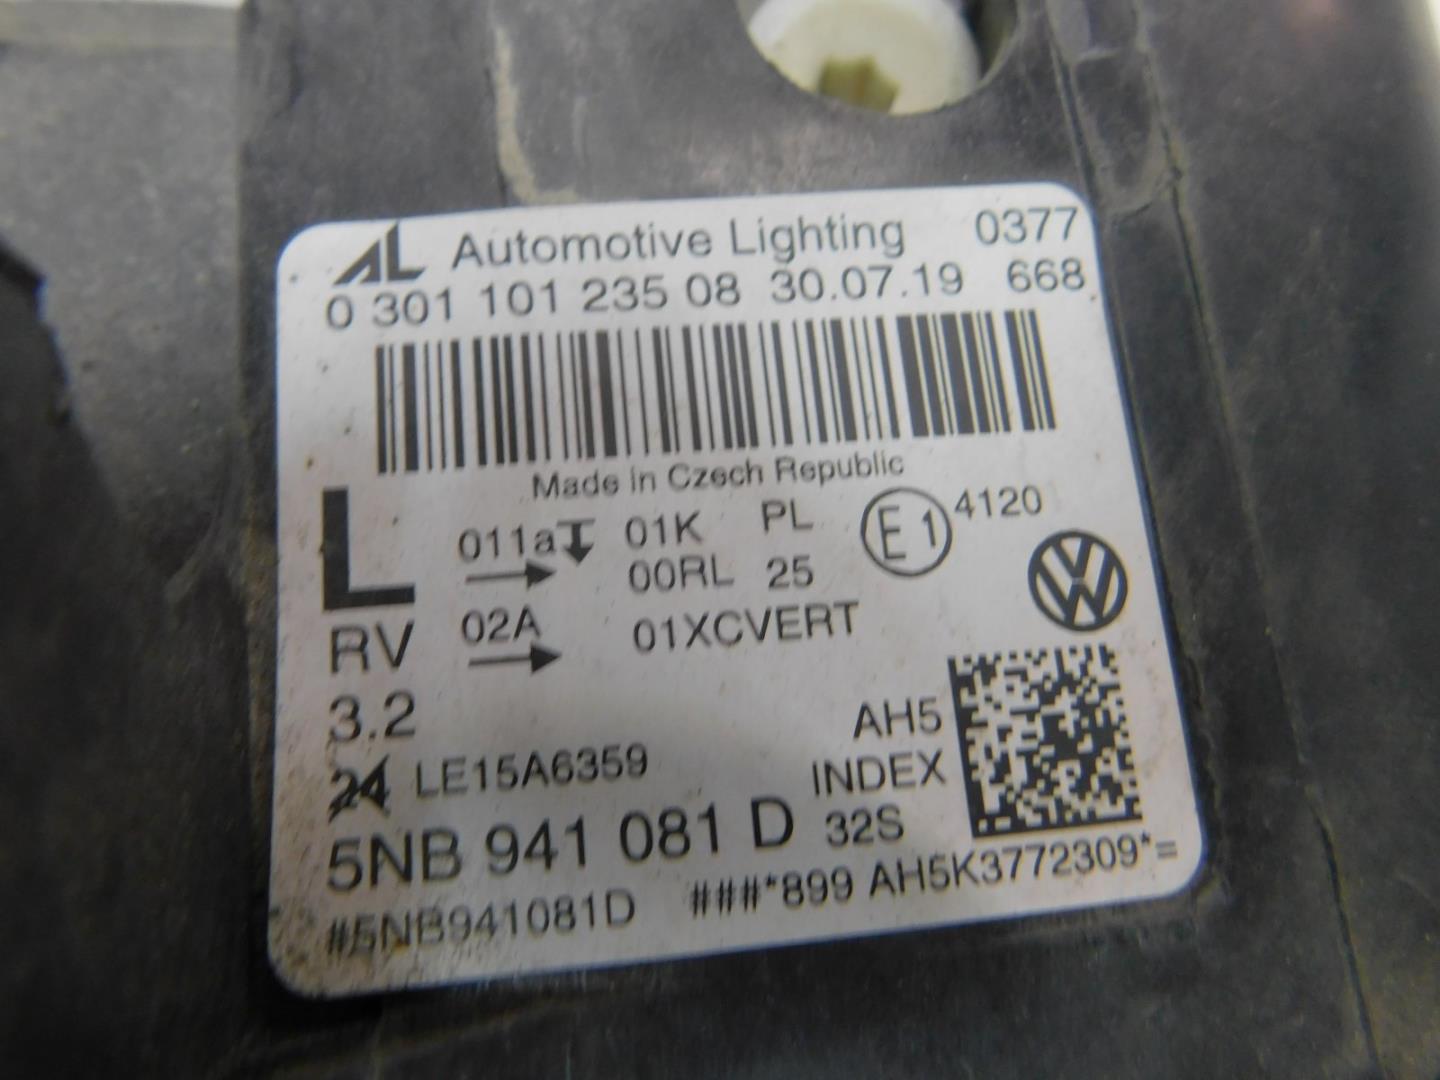 AL Automotive Lighting 0377
0 301 101 235 08 30.07.19 668
Made in Czech Republic
L 011a 01K PL E1 4120
00RL 25
RV 02A 01XCVERT
3.2 AH5
24 LE15A6359 INDEX
5NB 941 081 D 32S
#5NB941081D ###*899 AH5K3772309*=